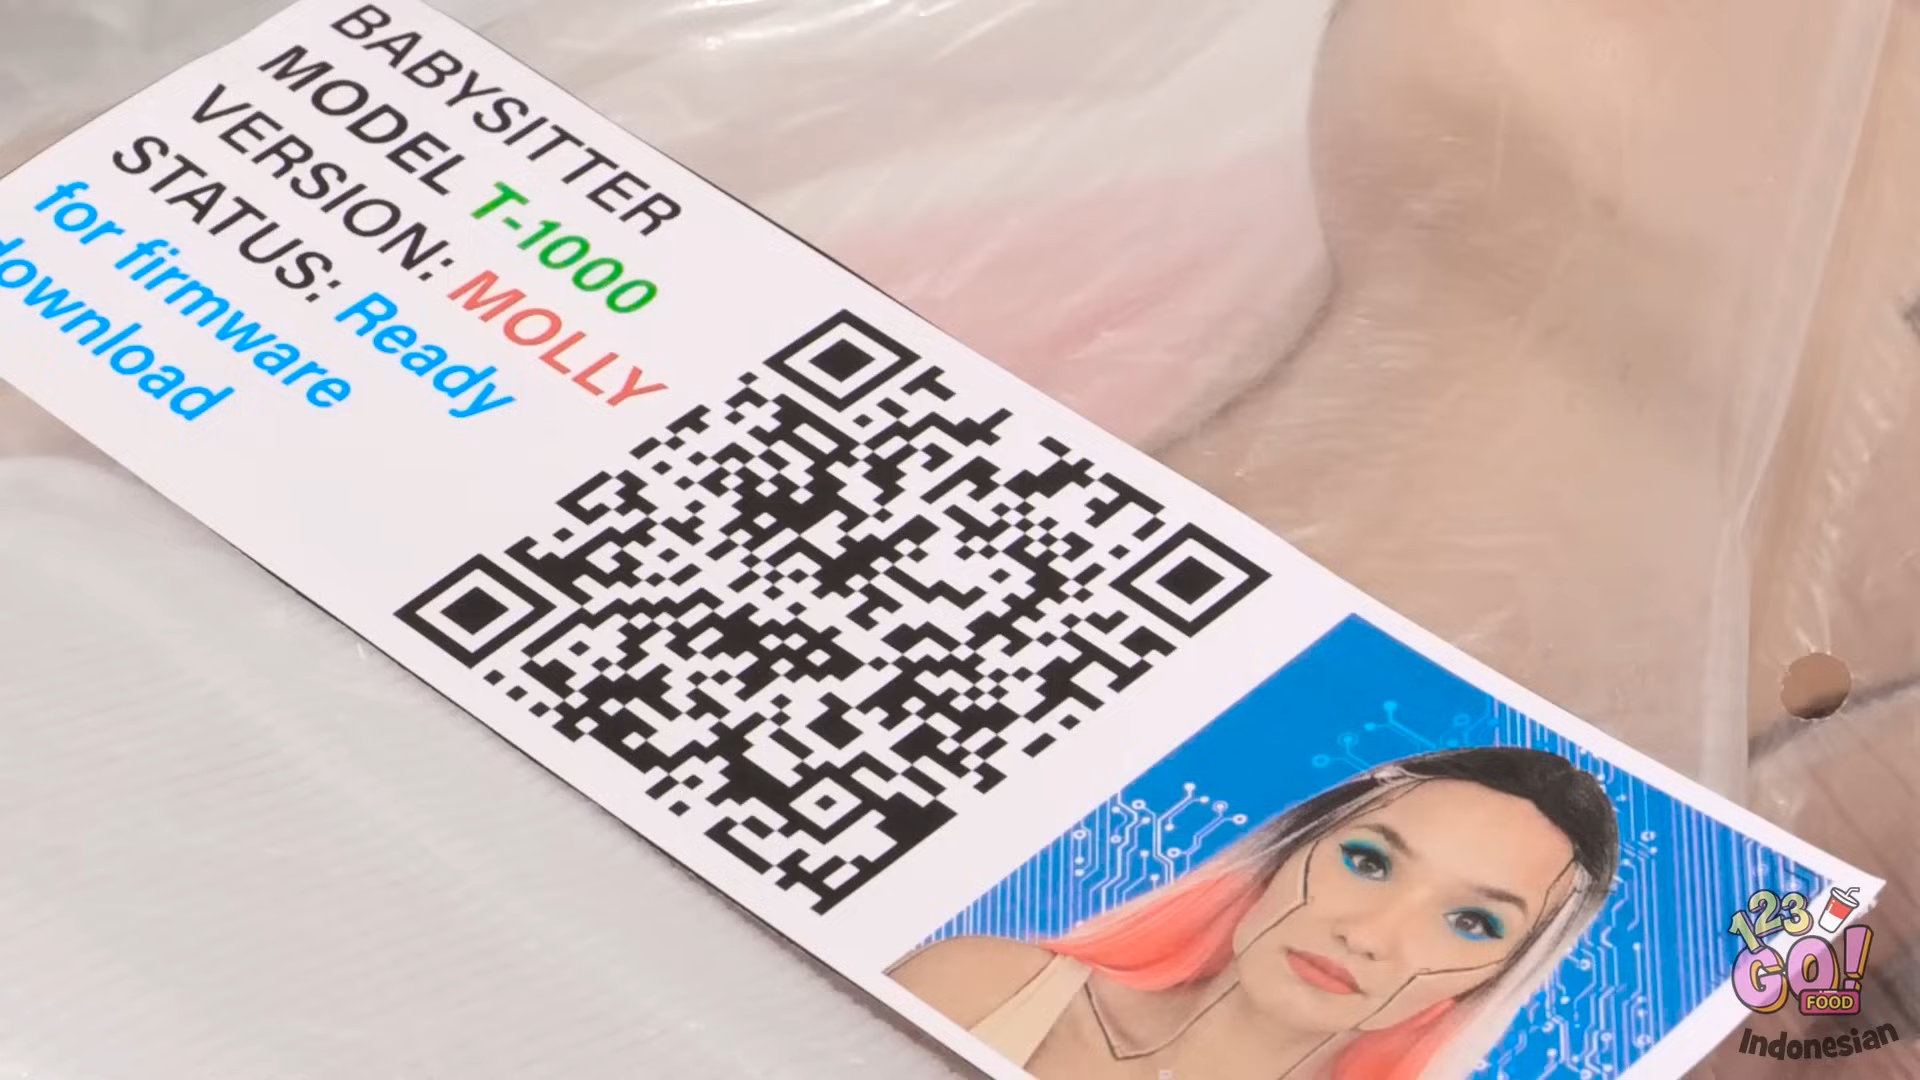 BABYSITTER
MODEL T-1000
VERSION: MOLLY
STATUS: Ready
for firmware
download
123
GO!
FOOD
Indonesian